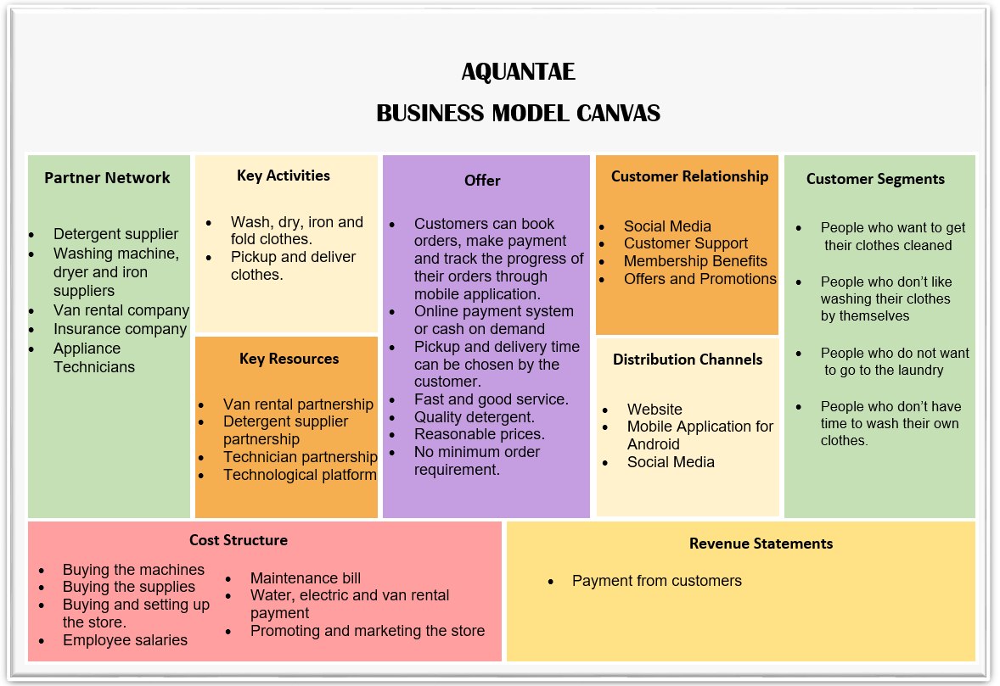 AQUANTAE
BUSINESS MODEL CANVAS
Partner Network
• Detergent supplier
• Washing machine,
dryer and iron
suppliers
• Van rental company
• Insurance company
• Appliance
Technicians
Key Activities
• Wash, dry, iron and
fold clothes.
• Pickup and deliver
clothes.
Key Resources
• Van rental partnership
• Detergent supplier
partnership
• Technician partnership
• Technological platform
Offer
• Customers can book
orders, make payment
and track the progress of
their orders through
mobile application.
• Online payment system
or cash on demand
• Pickup and delivery time
can be chosen by the
customer.
• Fast and good service.
• Quality detergent.
• Reasonable prices.
• No minimum order
requirement.
Customer Relationship
• Social Media
• Customer Support
• Membership Benefits
• Offers and Promotions
Distribution Channels
• Website
• Mobile Application for
Android
• Social Media
Customer Segments
• People who want to get
their clothes cleaned
• People who don’t like
washing their clothes
by themselves
• People who do not want
to go to the laundry
• People who don’t have
time to wash their own
clothes.
Cost Structure
• Buying the machines
• Buying the supplies
• Buying and setting up
the store.
• Employee salaries
• Maintenance bill
• Water, electric and van rental
payment
• Promoting and marketing the store
Revenue Statements
• Payment from customers